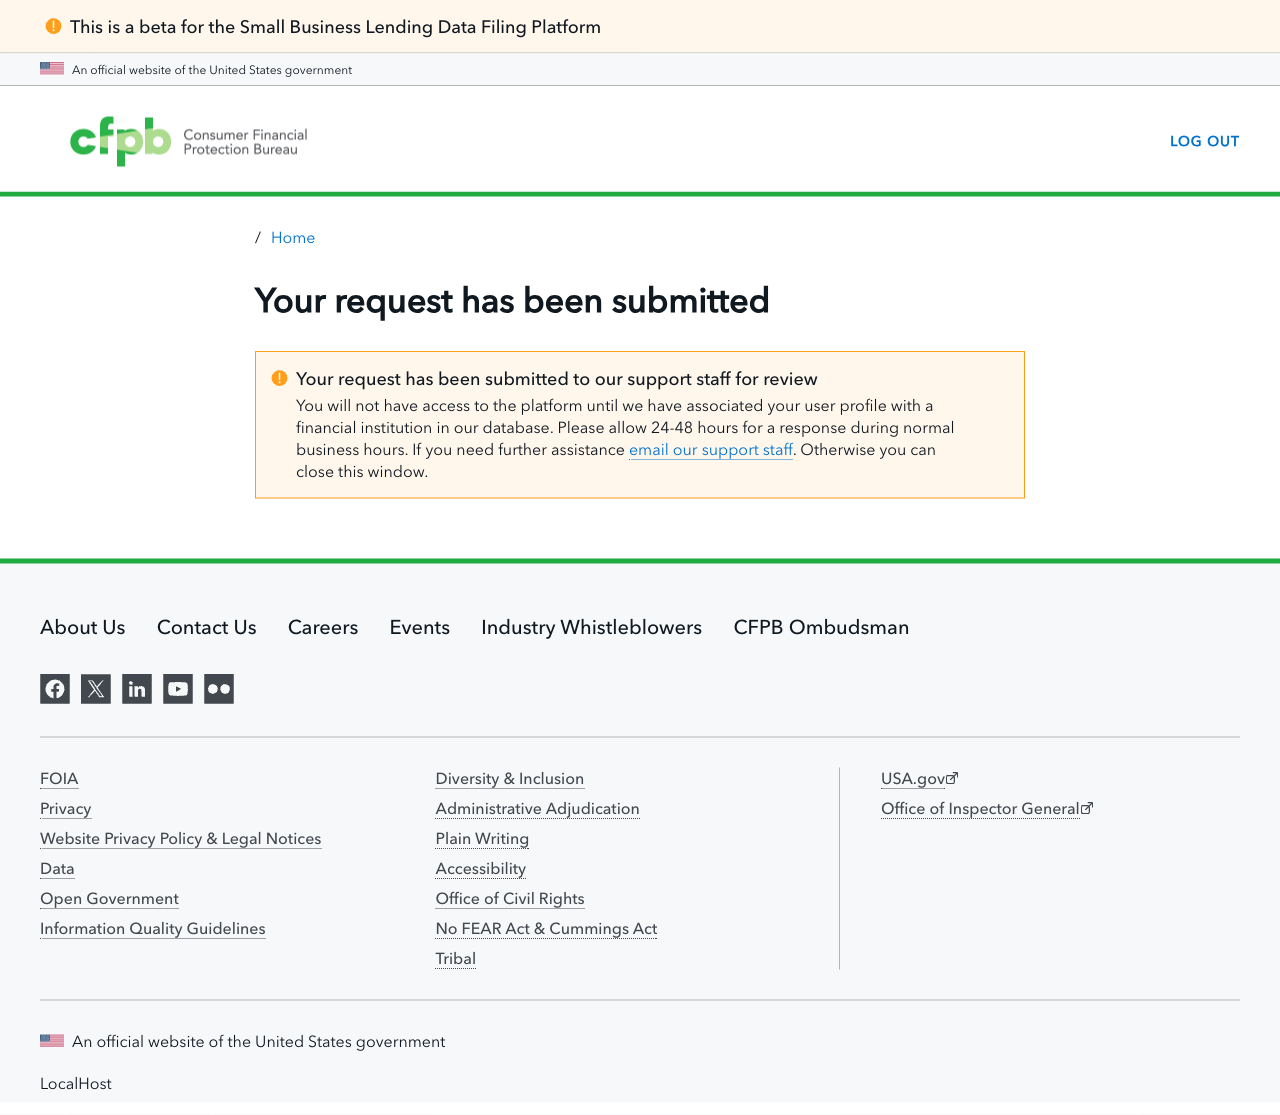 This is a beta for the Small Business Lending Data Filing Platform
An official website of the United States government
cfpb Consumer Financial
Protection Bureau
LOG OUT
/ Home
Your request has been submitted
Your request has been submitted to our support staff for review
You will not have access to the platform until we have associated your user profile with a
financial institution in our database. Please allow 24-48 hours for a response during normal
business hours. If you need further assistance email our support staff. Otherwise you can
close this window.
About Us Contact Us Careers Events Industry Whistleblowers CFPB Ombudsman
FOIA
Privacy
Website Privacy Policy & Legal Notices
Data
Open Government
Information Quality Guidelines
Diversity & Inclusion
Administrative Adjudication
Plain Writing
Accessibility
Office of Civil Rights
No FEAR Act & Cummings Act
Tribal
USA.gov
Office of Inspector General
An official website of the United States government
LocalHost